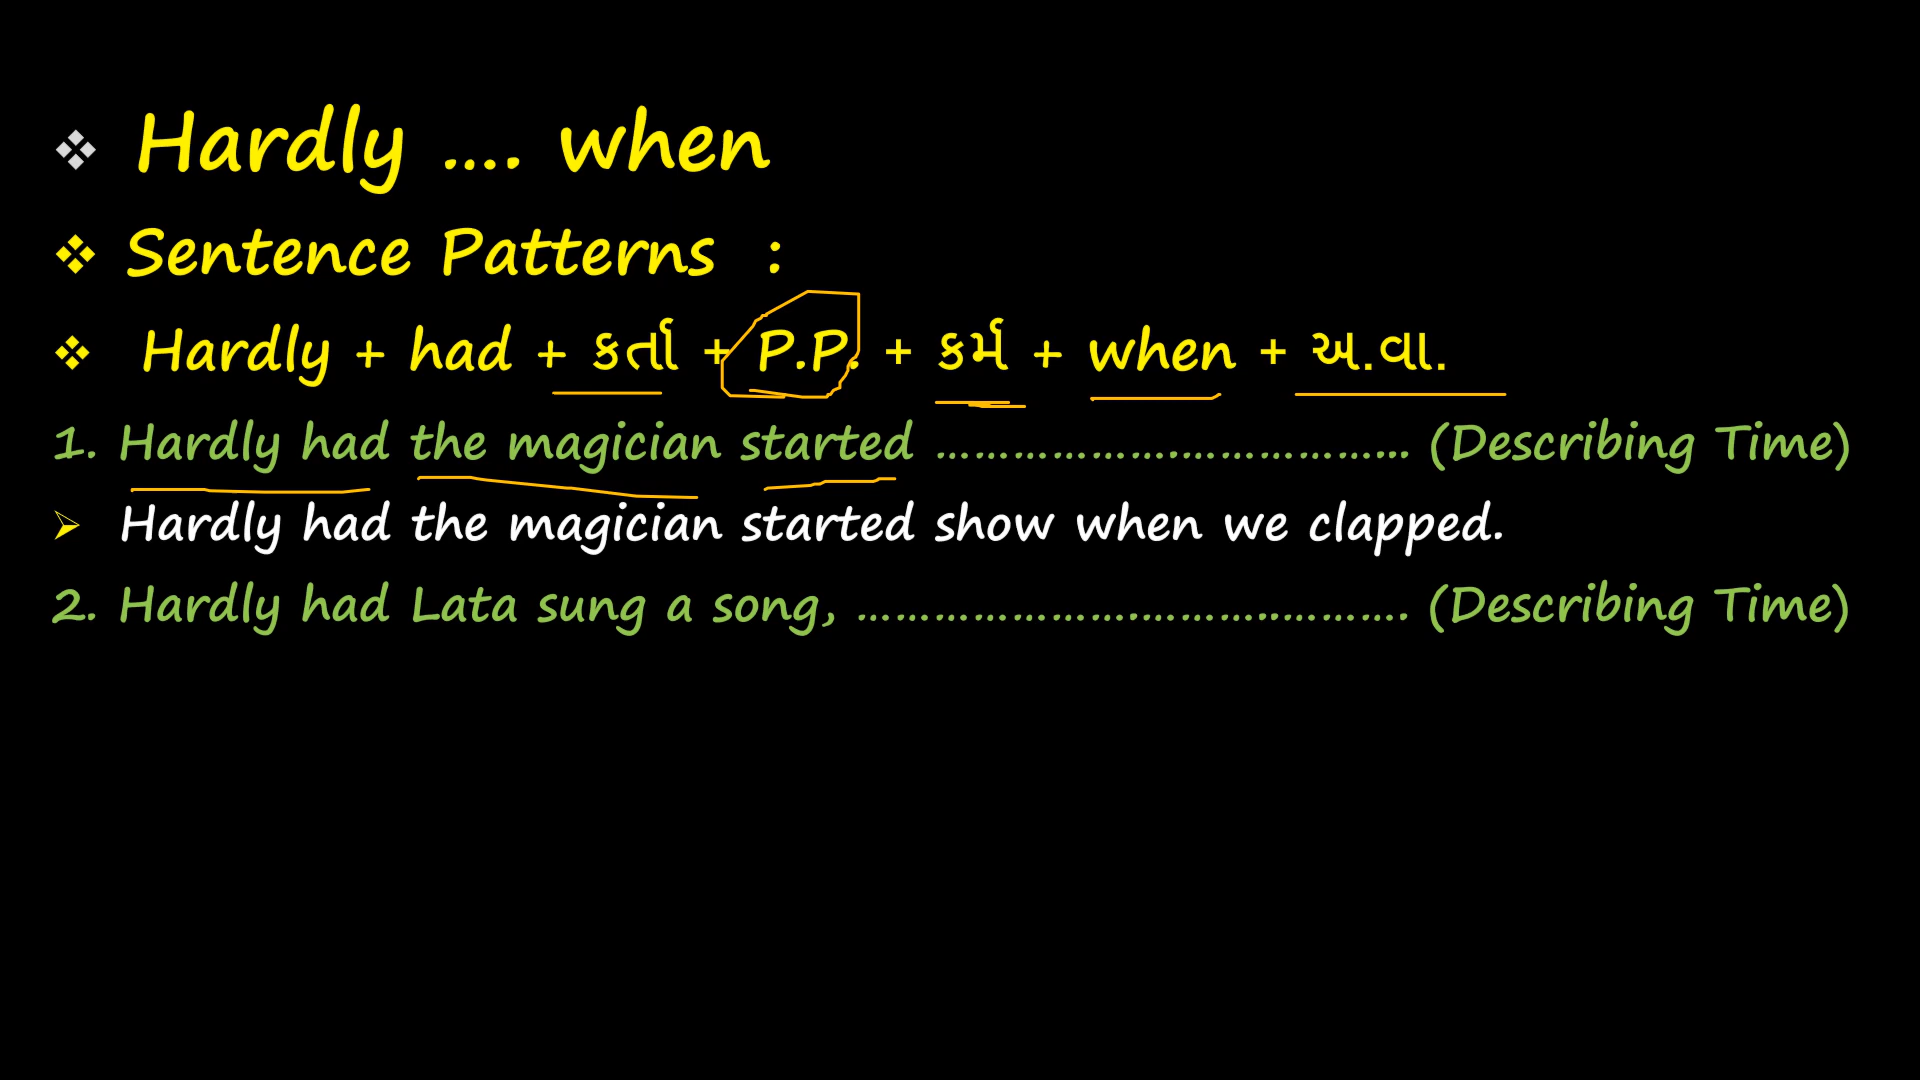 ❖ Hardly .... when
❖ Sentence Patterns :
❖ Hardly + had + કર્તા + P.P. + કર્મ + when + અ.વા.
1. Hardly had the magician started ........................................ (Describing Time)
➢ Hardly had the magician started show when we clapped.
2. Hardly had Lata sung a song, ........................................ (Describing Time)